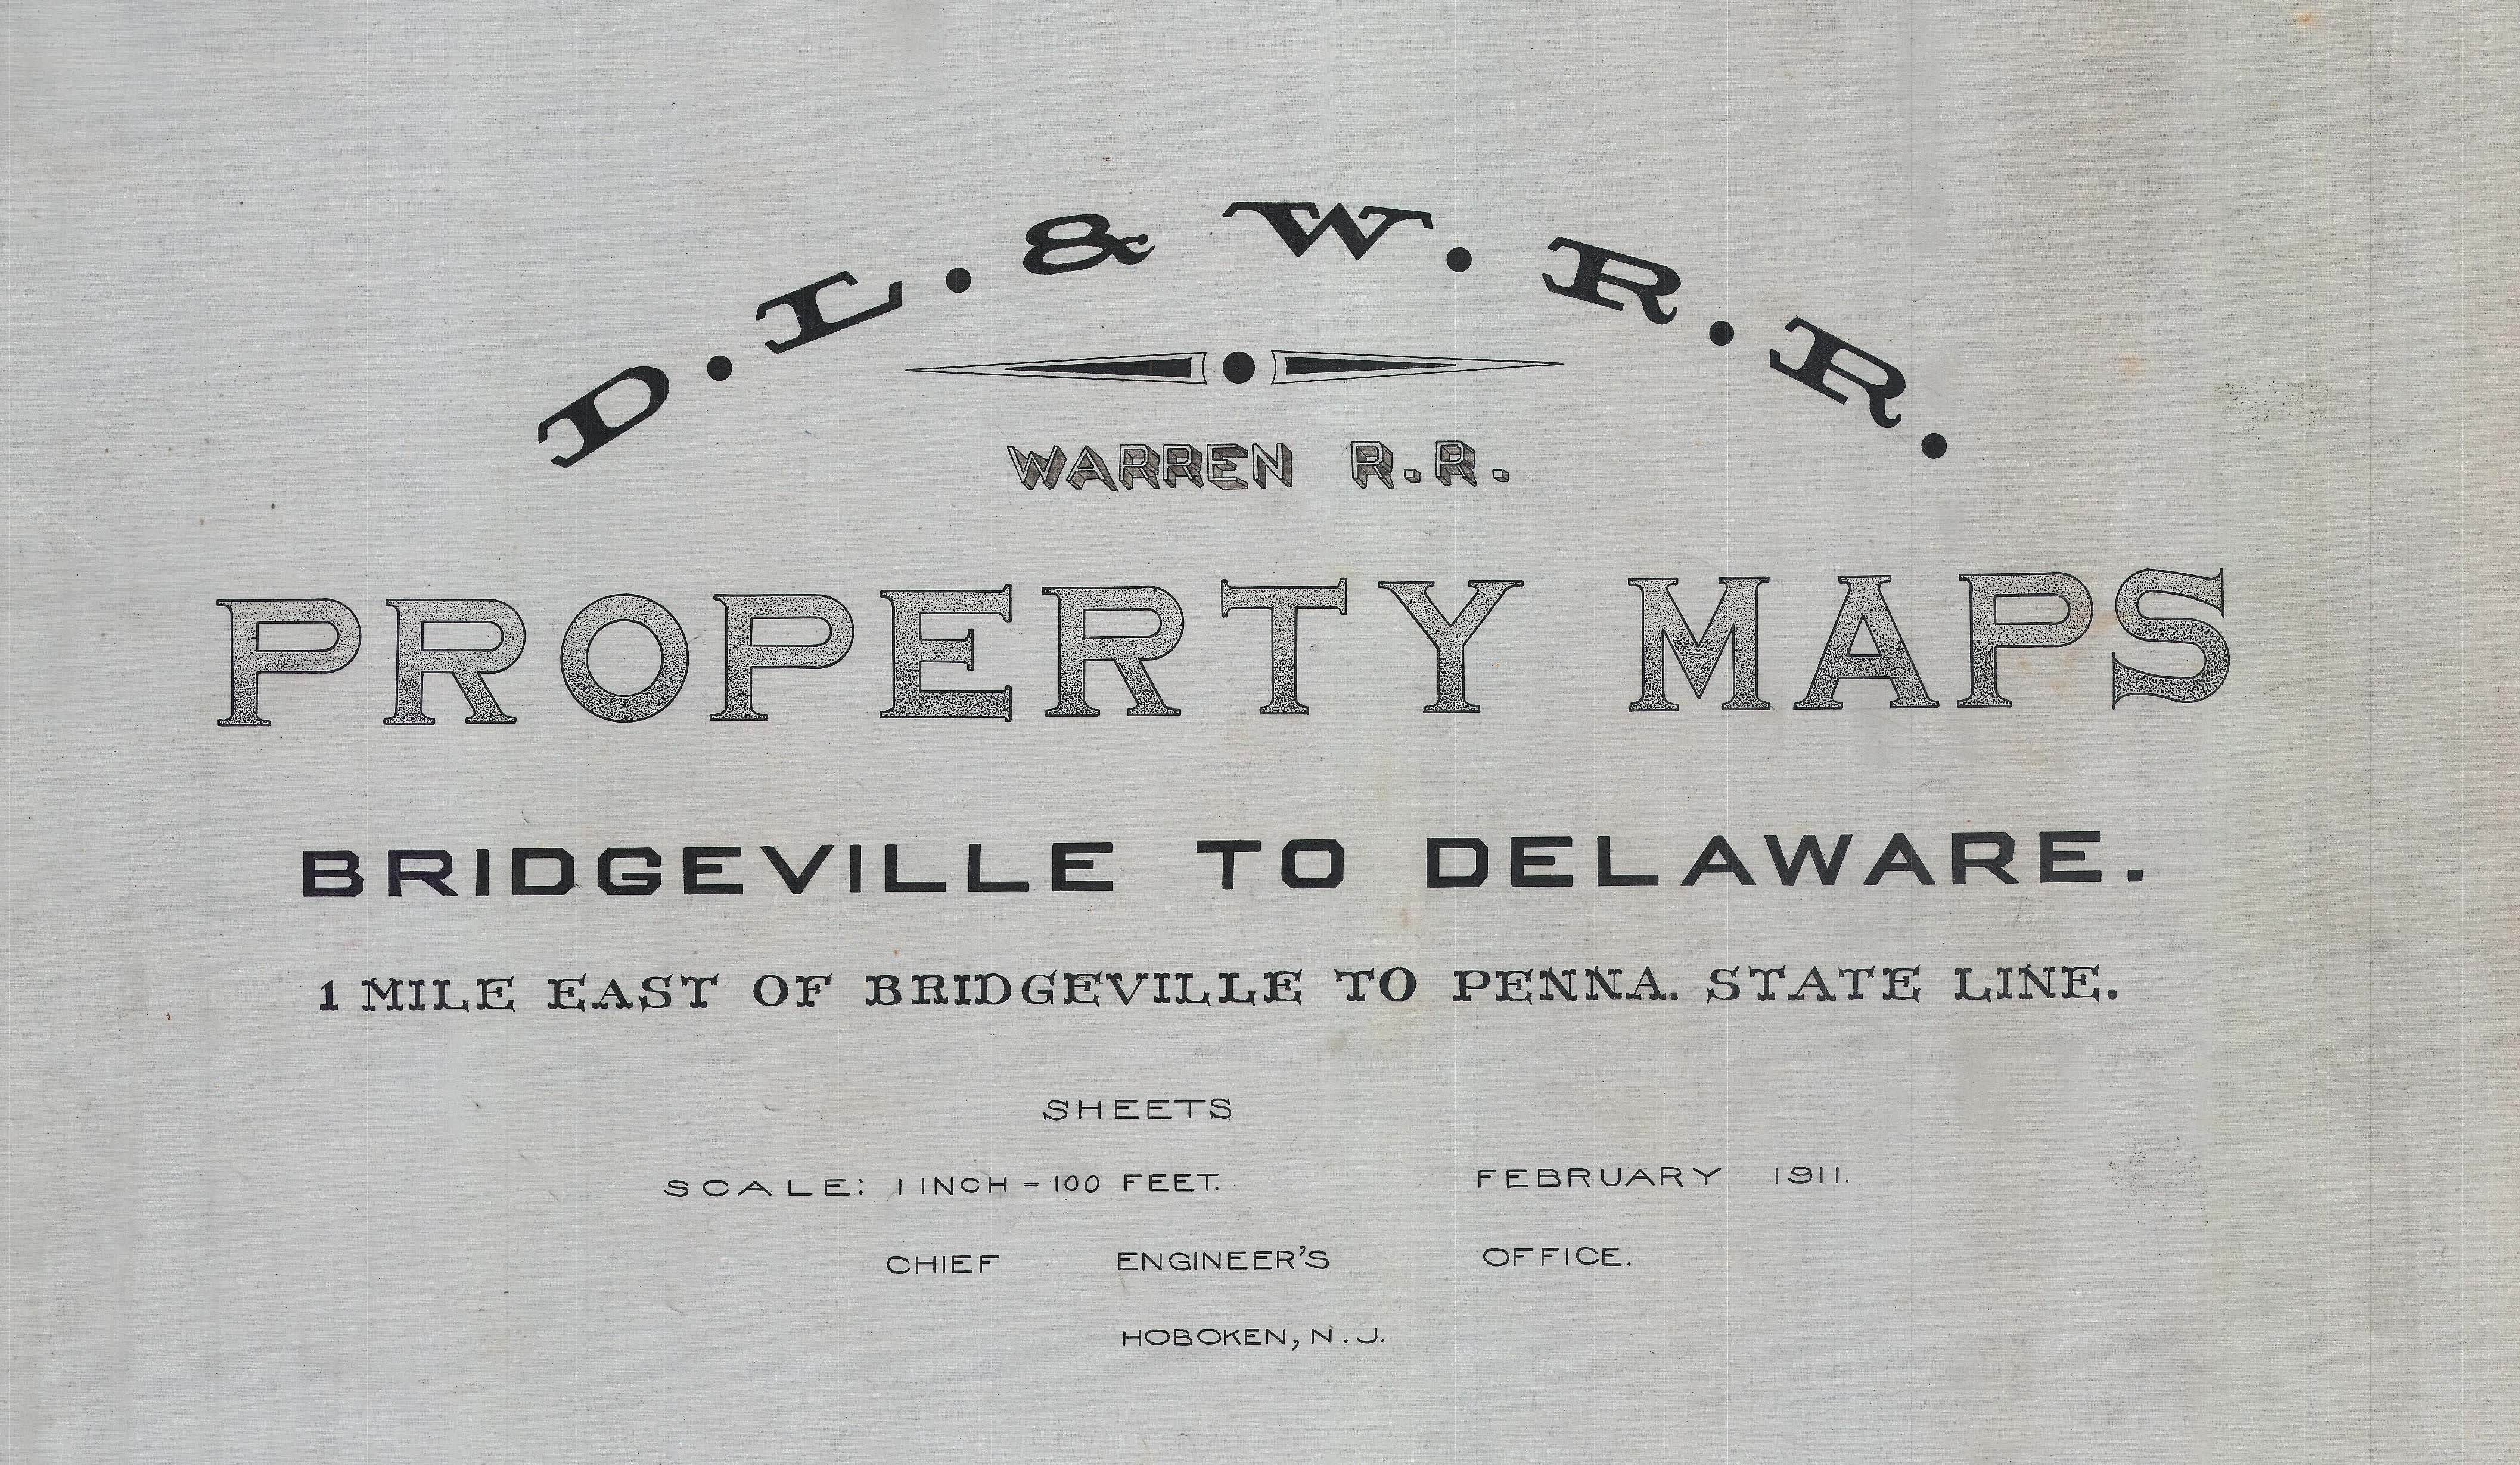 D. L. & W. R. R.
WARREN R.R.
PROPERTY MAPS
BRIDGEVILLE TO DELAWARE.
1 MILE EAST OF BRIDGEVILLE TO PENNA. STATE LINE.
SHEETS
SCALE: 1 INCH = 100 FEET. FEBRUARY 1911.
CHIEF ENGINEER'S OFFICE.
HOBOKEN, N.J.